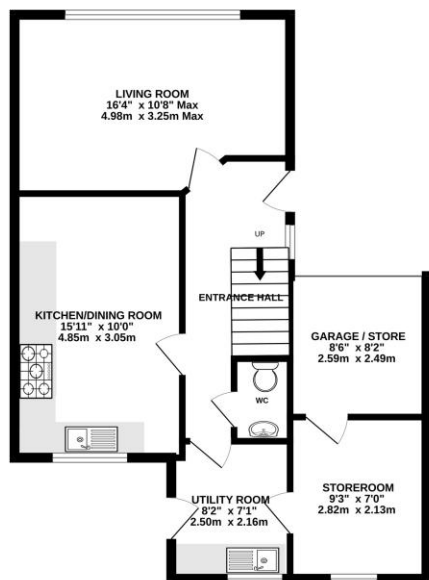 LIVING ROOM
16'4" x 10'8" Max
4.98m x 3.25m Max
UP
ENTRANCE HALL
KITCHEN/DINING ROOM
15'11" x 10'0"
4.85m x 3.05m
GARAGE / STORE
8'6" x 8'2"
2.59m x 2.49m
WC
UTILITY ROOM
8'2" x 7'1"
2.50m x 2.16m
STOREROOM
9'3" x 7'0"
2.82m x 2.13m